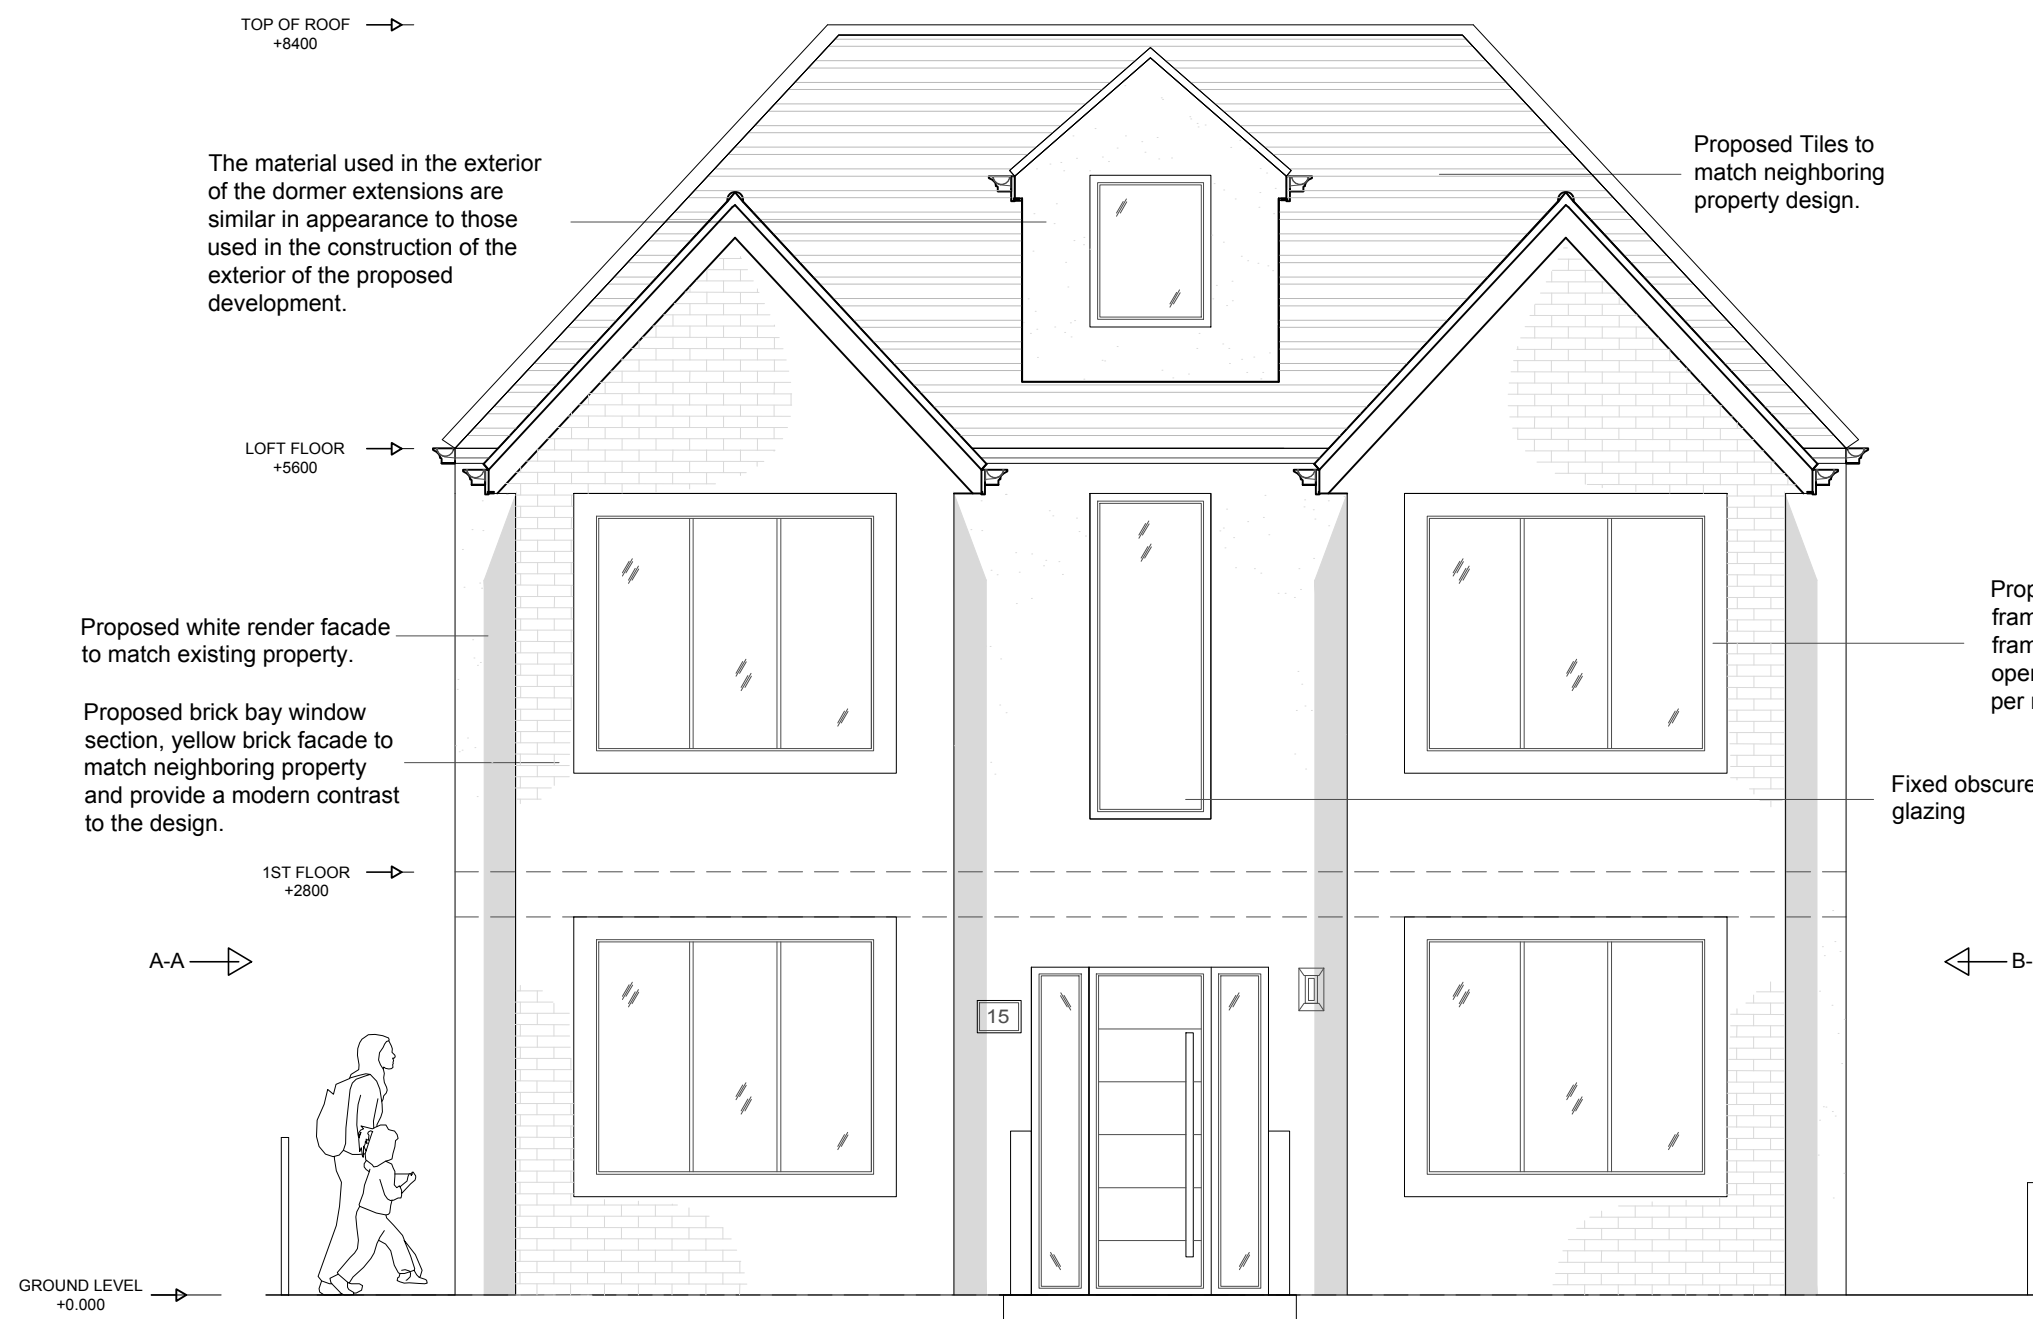 TOP OF ROOF
+8400
The material used in the exterior
of the dormer extensions are
similar in appearance to those
used in the construction of the
exterior of the proposed
development.
Proposed Tiles to
match neighboring
property design.
LOFT FLOOR
+5600
Proposed white render facade
to match existing property.
Proposed brick bay window
section, yellow brick facade to
match neighboring property
and provide a modern contrast
to the design.
per
Fixed obscure
glazing
1ST FLOOR
+2800
A-A
B-
15
GROUND LEVEL
+0.000